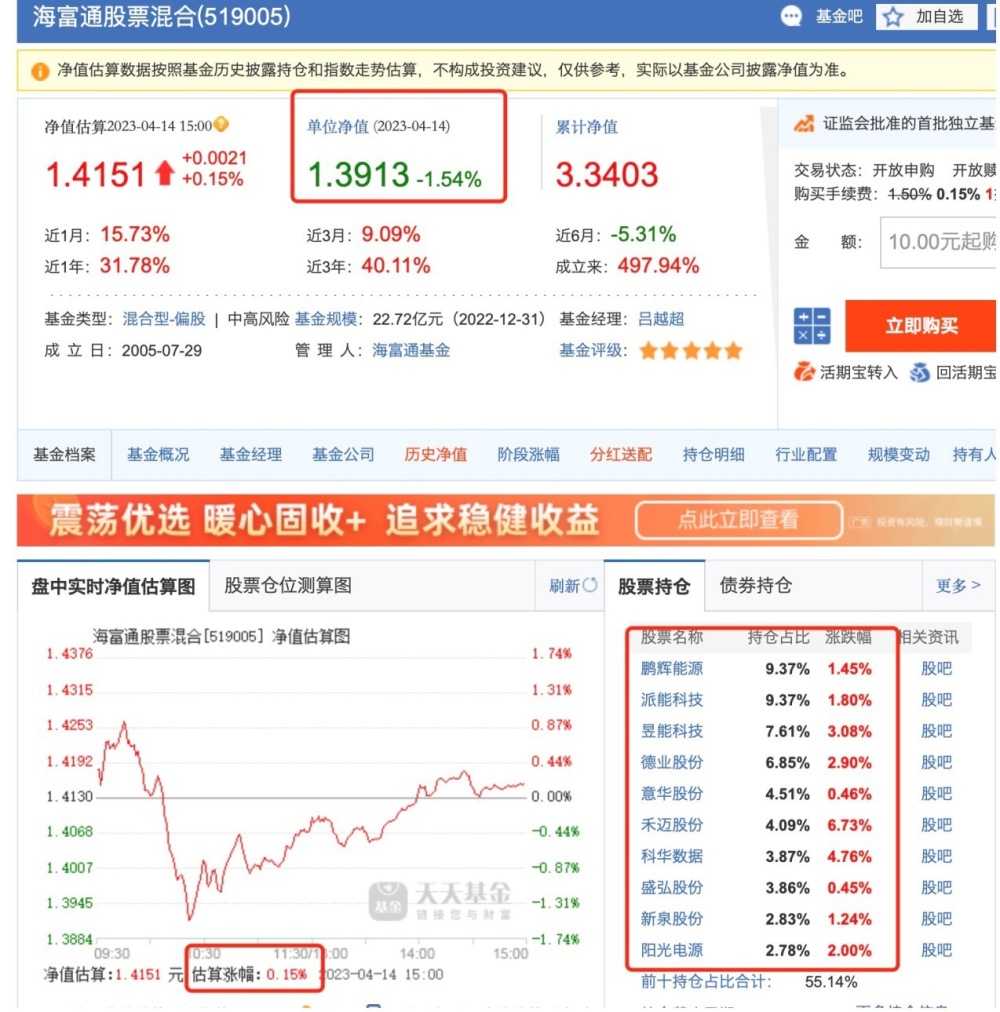 海富通股票混合(519005)
基金吧
加自选
净值估算数据按照基金历史披露持仓和指数走势估算，不构成投资建议，仅供参考，实际以基金公司披露净值为准。
净值估算2023-04-14 15:00
单位净值 (2023-04-14)
累计净值
1.4151 +0.0021 +0.15%
1.3913 -1.54%
3.3403
近1月： 15.73%
近3月： 9.09%
近6月： -5.31%
近1年： 31.78%
近3年： 40.11%
成立来： 497.94%
基金类型： 混合型-偏股 | 中高风险
基金规模： 22.72亿元（2022-12-31）
基金经理： 吕越超
成 立 日： 2005-07-29
管 理 人： 海富通基金
基金评级：
证监会批准的首批独立基
交易状态： 开放申购 开放赎
购买手续费： 1.50% 0.15% 1
金 额： 10.00元起购
立即购买
活期宝转入 回活期宝
基金档案 基金概况 基金经理 基金公司 历史净值 阶段涨幅 分红送配 持仓明细 行业配置 规模变动 持有人
震荡优选 暖心固收+ 追求稳健收益 点此立即查看 广告 投资有风险，理财需谨慎
盘中实时净值估算图 股票仓位测算图 刷新
海富通股票混合[519005] 净值估算图
1.4376 1.74%
1.4315 1.31%
1.4253 0.87%
1.4192 0.44%
1.4130 0.00%
1.4068 -0.44%
1.4007 -0.87%
1.3945 -1.31%
1.3884 -1.74%
天天基金
链接您与财富
基金
09:30 10:30 11:30/13:00 14:00 15:00
净值估算:1.4151 元 估算涨幅: 0.15% 2023-04-14 15:00
股票持仓 债券持仓 更多 >
股票名称 持仓占比 涨跌幅 相关资讯
鹏辉能源 9.37% 1.45% 股吧
派能科技 9.37% 1.80% 股吧
昱能科技 7.61% 3.08% 股吧
德业股份 6.85% 2.90% 股吧
意华股份 4.51% 0.46% 股吧
禾迈股份 4.09% 6.73% 股吧
科华数据 3.87% 4.76% 股吧
盛弘股份 3.86% 0.45% 股吧
新泉股份 2.83% 1.24% 股吧
阳光电源 2.78% 2.00% 股吧
前十持仓占比合计： 55.14%